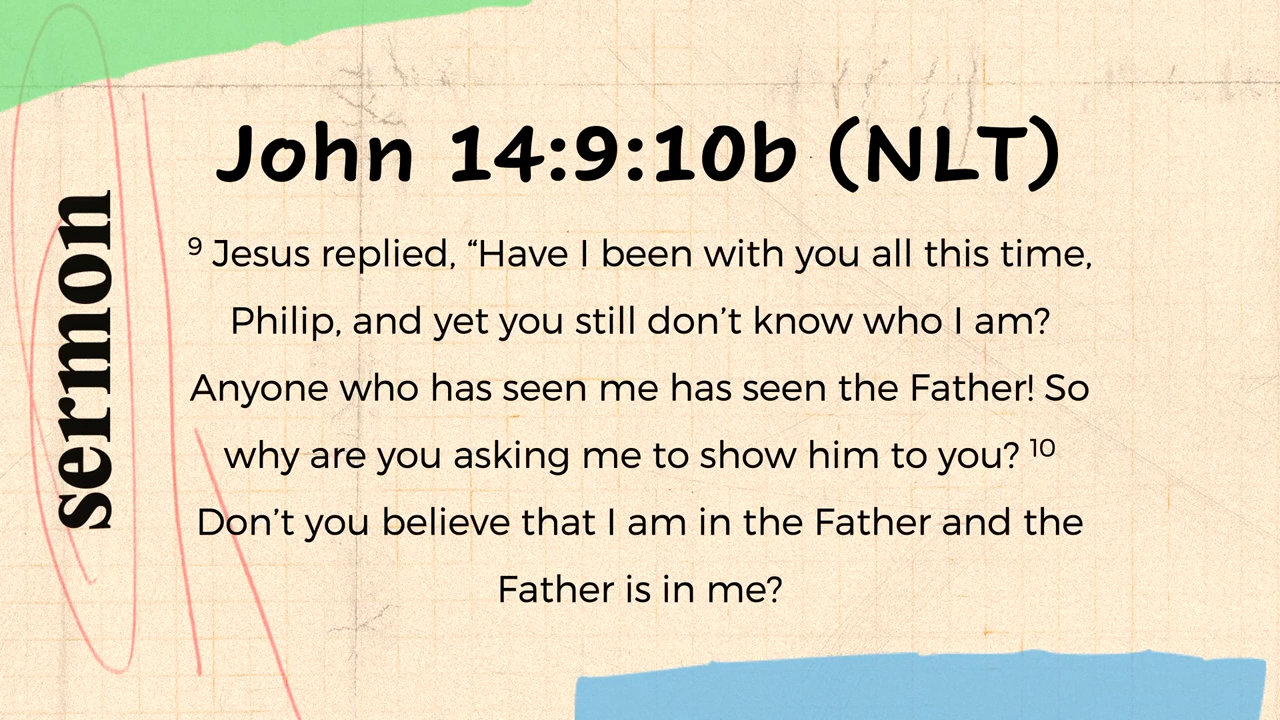 sermon
John 14:9:10b (NLT)
⁹ Jesus replied, “Have I been with you all this time,
Philip, and yet you still don’t know who I am?
Anyone who has seen me has seen the Father! So
why are you asking me to show him to you? ¹⁰
Don’t you believe that I am in the Father and the
Father is in me?